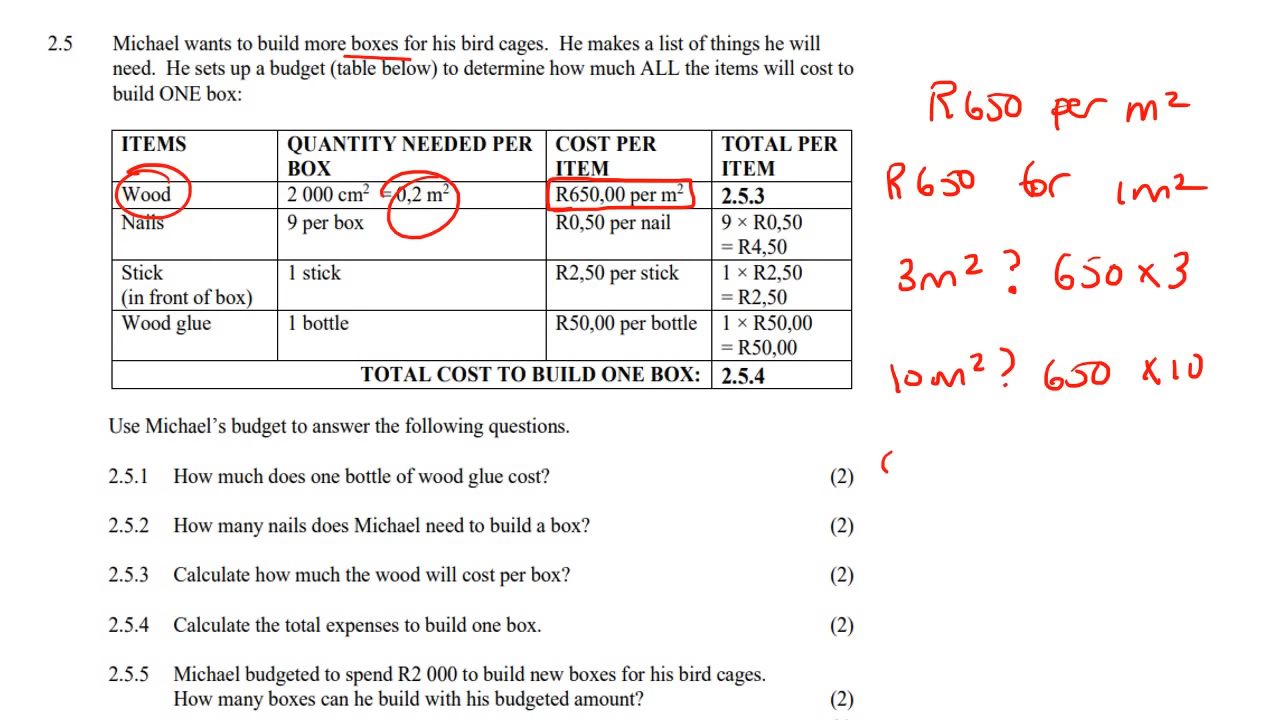 2.5 Michael wants to build more boxes for his bird cages. He makes a list of things he will
need. He sets up a budget (table below) to determine how much ALL the items will cost to
build ONE box:
ITEMS QUANTITY NEEDED PER BOX COST PER ITEM TOTAL PER ITEM
Wood 2 000 cm² = 0,2 m² R650,00 per m² 2.5.3
Nails 9 per box R0,50 per nail 9 × R0,50
= R4,50
Stick 1 stick R2,50 per stick 1 × R2,50
(in front of box) = R2,50
Wood glue 1 bottle R50,00 per bottle 1 × R50,00
= R50,00
TOTAL COST TO BUILD ONE BOX: 2.5.4
Use Michael’s budget to answer the following questions.
2.5.1 How much does one bottle of wood glue cost? (2)
2.5.2 How many nails does Michael need to build a box? (2)
2.5.3 Calculate how much the wood will cost per box? (2)
2.5.4 Calculate the total expenses to build one box. (2)
2.5.5 Michael budgeted to spend R2 000 to build new boxes for his bird cages.
How many boxes can he build with his budgeted amount? (2)
R650 per m²
R650 for 1m²
3m² ? 650 × 3
10m² ? 650 × 10